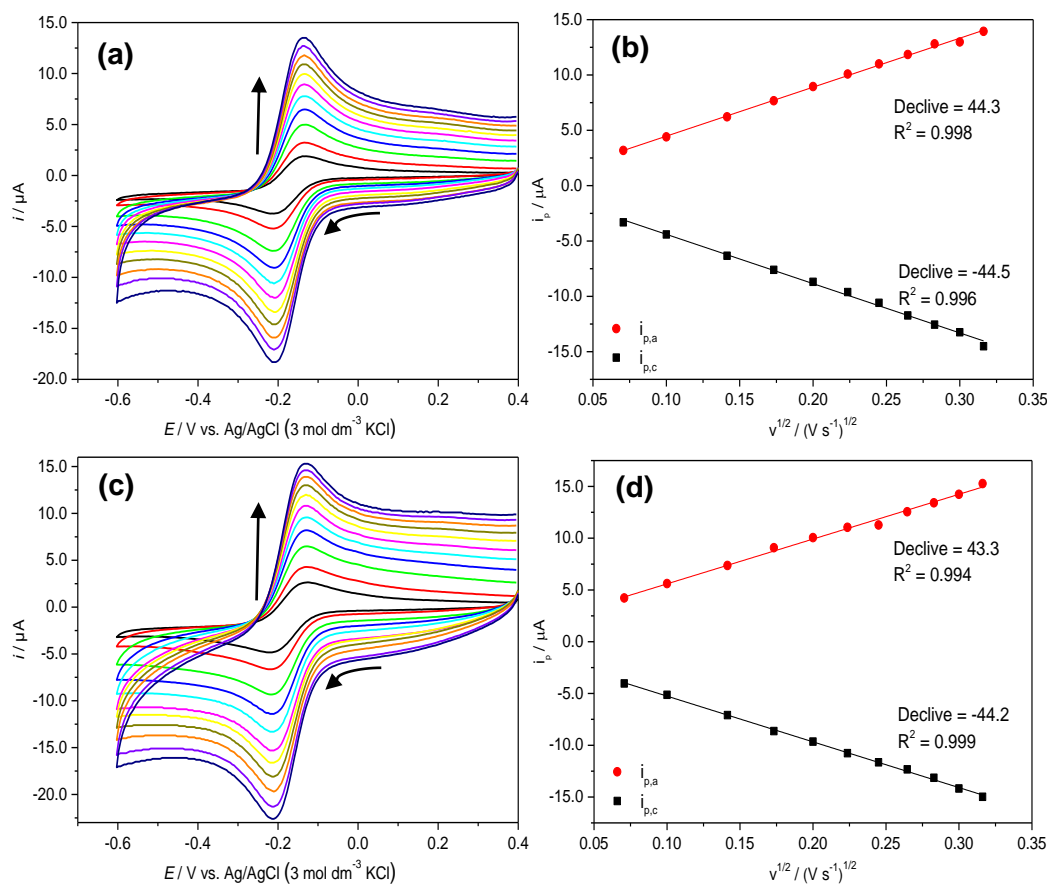 (a)
15.0
10.0
5.0
0.0
-5.0
-10.0
-15.0
-20.0
i / µA
-0.6 -0.4 -0.2 0.0 0.2 0.4
E / V vs. Ag/AgCl (3 mol dm-3 KCl)
(b)
15.0
10.0
5.0
0.0
-5.0
-10.0
-15.0
ip / µA
Declive = 44.3
R2 = 0.998
Declive = -44.5
R2 = 0.996
ip,a
ip,c
0.05 0.10 0.15 0.20 0.25 0.30 0.35
v1/2 / (V s-1)1/2
(c)
15.0
10.0
5.0
0.0
-5.0
-10.0
-15.0
-20.0
i / µA
-0.6 -0.4 -0.2 0.0 0.2 0.4
E / V vs. Ag/AgCl (3 mol dm-3 KCl)
(d)
15.0
10.0
5.0
0.0
-5.0
-10.0
-15.0
ip / µA
Declive = 43.3
R2 = 0.994
Declive = -44.2
R2 = 0.999
ip,a
ip,c
0.05 0.10 0.15 0.20 0.25 0.30 0.35
v1/2 / (V s-1)1/2